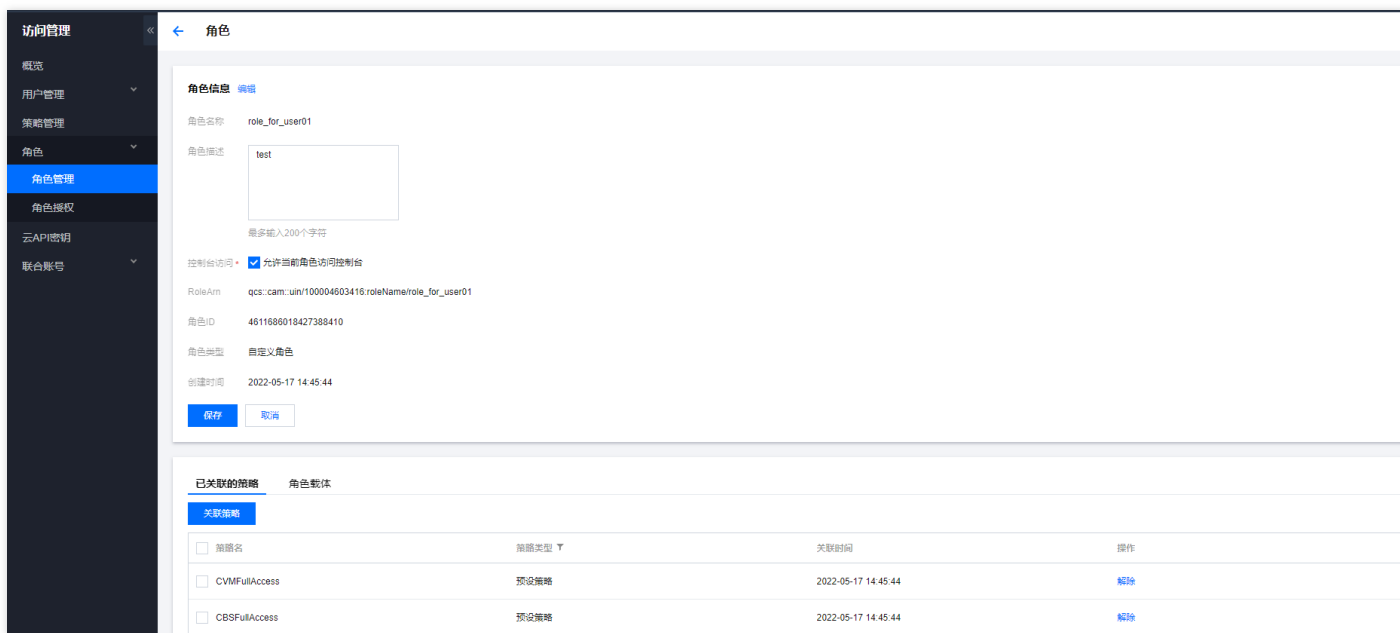 访问管理
«
角色
概览
用户管理
策略管理
角色
角色管理
角色授权
云API密钥
联合账号
角色信息 编辑
角色名称 role_for_user01
角色描述 test
最多输入200个字符
控制台访问* 允许当前角色访问控制台
RoleArn qcs::cam::uin/100004603416:roleName/role_for_user01
角色ID 4611686018427388410
角色类型 自定义角色
创建时间 2022-05-17 14:45:44
保存 取消
已关联的策略 角色载体
关联策略
策略名 策略类型 关联时间 操作
CVMFullAccess 预设策略 2022-05-17 14:45:44 解除
CBSFullAccess 预设策略 2022-05-17 14:45:44 解除